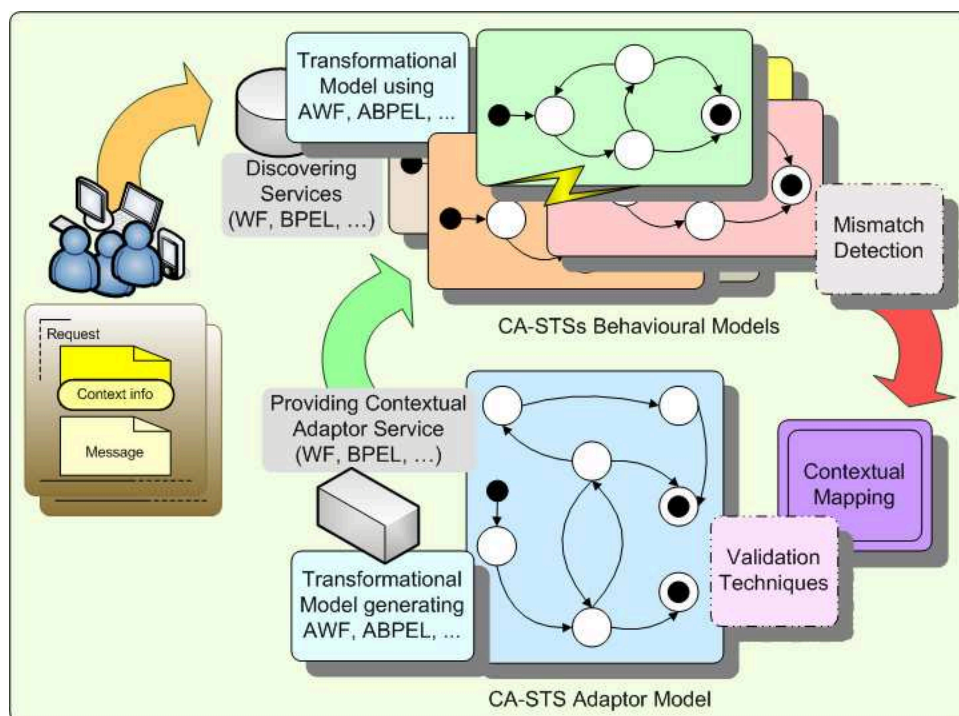 Transformational
Model using
AWF, ABPEL, ...
Discovering
Services
(WF, BPEL, ...)
Mismatch
Detection
CA-STSs Behavioural Models
Request
Context info
Message
Providing Contextual
Adaptor Service
(WF, BPEL, ...)
Contextual
Mapping
Validation
Techniques
Transformational
Model generating
AWF, ABPEL, ...
CA-STS Adaptor Model